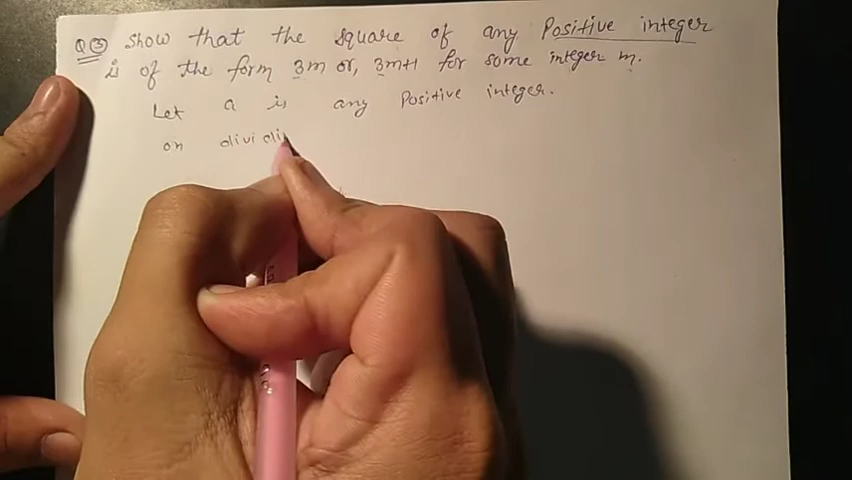 Q③ Show that the square of any Positive integer
is of the form 3m or, 3m+1 for some integer m.
Let a is any Positive integer.
on dividi